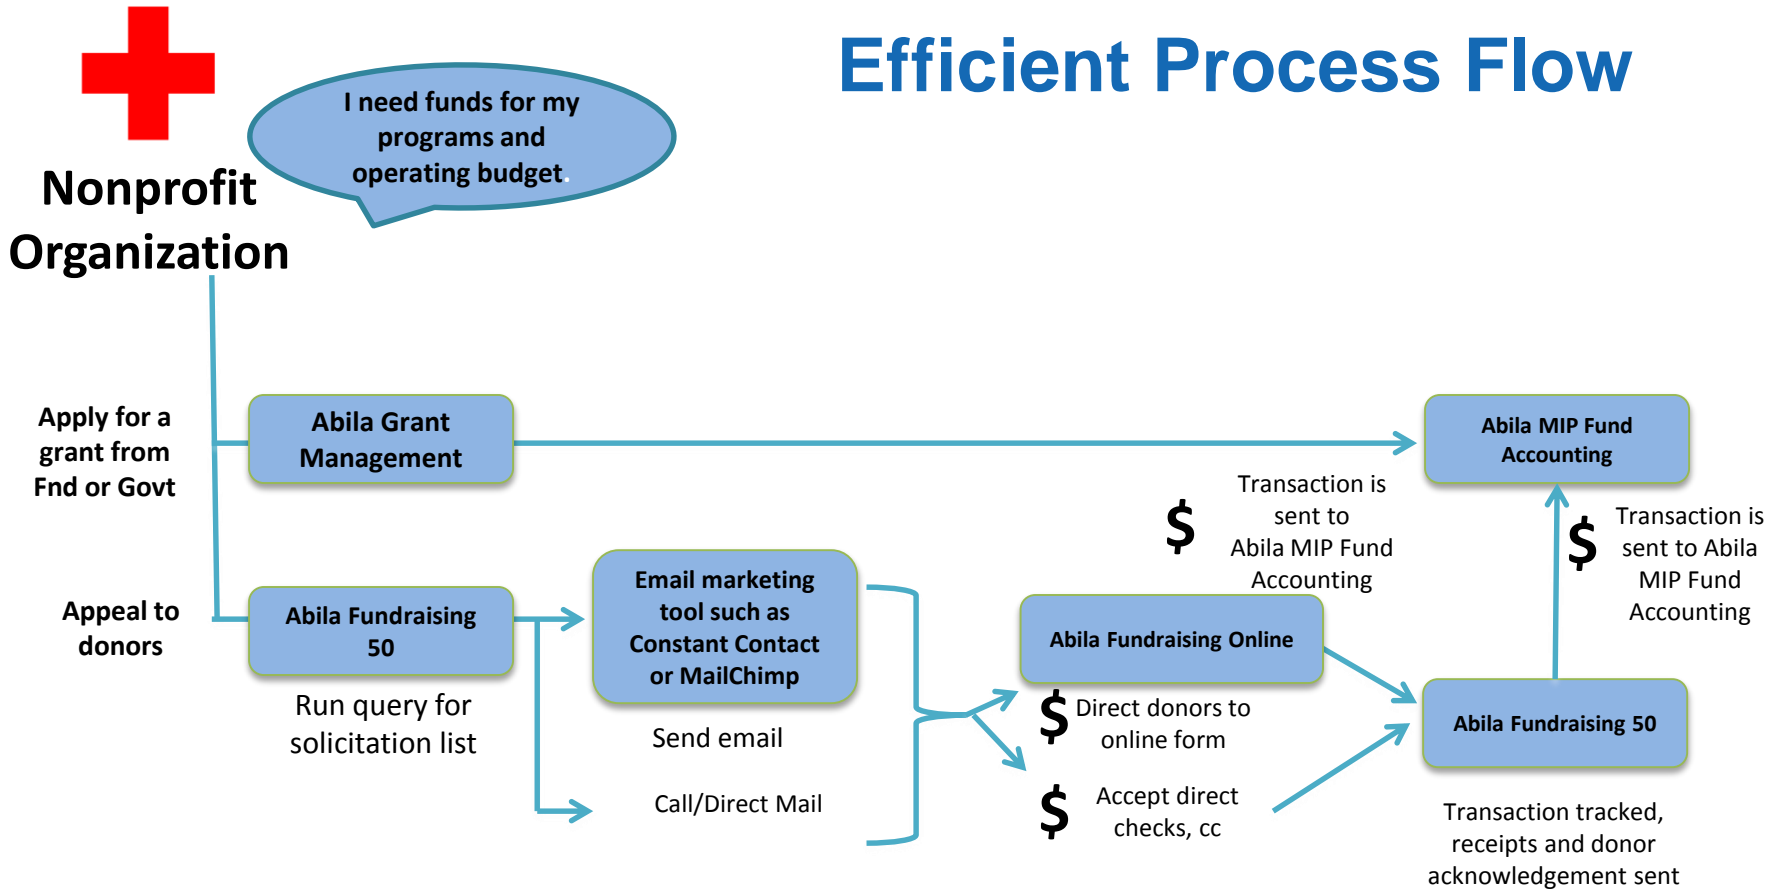 Efficient Process Flow
I need funds for my
programs and
operating budget.
Nonprofit
Organization
Apply for a
grant from
Fnd or Govt
Abila Grant
Management
Abila MIP Fund
Accounting
$
Transaction is
sent to
Abila MIP Fund
Accounting
$
Transaction is
sent to Abila
MIP Fund
Accounting
Appeal to
donors
Abila Fundraising
50
Run query for
solicitation list
Email marketing
tool such as
Constant Contact
or MailChimp
Send email
Call/Direct Mail
Abila Fundraising Online
$
Direct donors to
online form
$
Accept direct
checks, cc
Abila Fundraising 50
Transaction tracked,
receipts and donor
acknowledgement sent